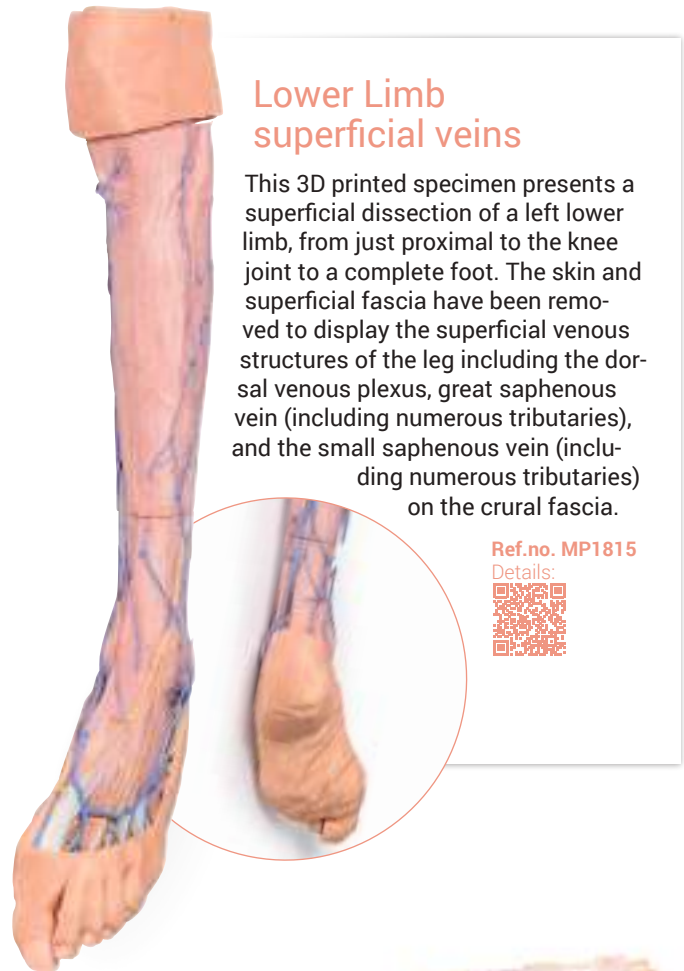 Lower Limb
superficial veins
This 3D printed specimen presents a
superficial dissection of a left lower
limb, from just proximal to the knee
joint to a complete foot. The skin and
superficial fascia have been remo-
ved to display the superficial venous
structures of the leg including the dor-
sal venous plexus, great saphenous
vein (including numerous tributaries),
and the small saphenous vein (inclu-
ding numerous tributaries)
on the crural fascia.
Ref.no. MP1815
Details: